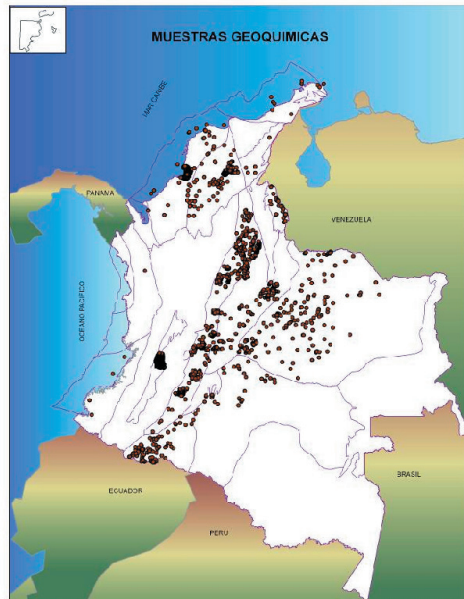 MUESTRAS GEOQUIMICAS
MAR CARIBE
PANAMA
VENEZUELA
OCEANO PACIFICO
ECUADOR
BRASIL
PERU